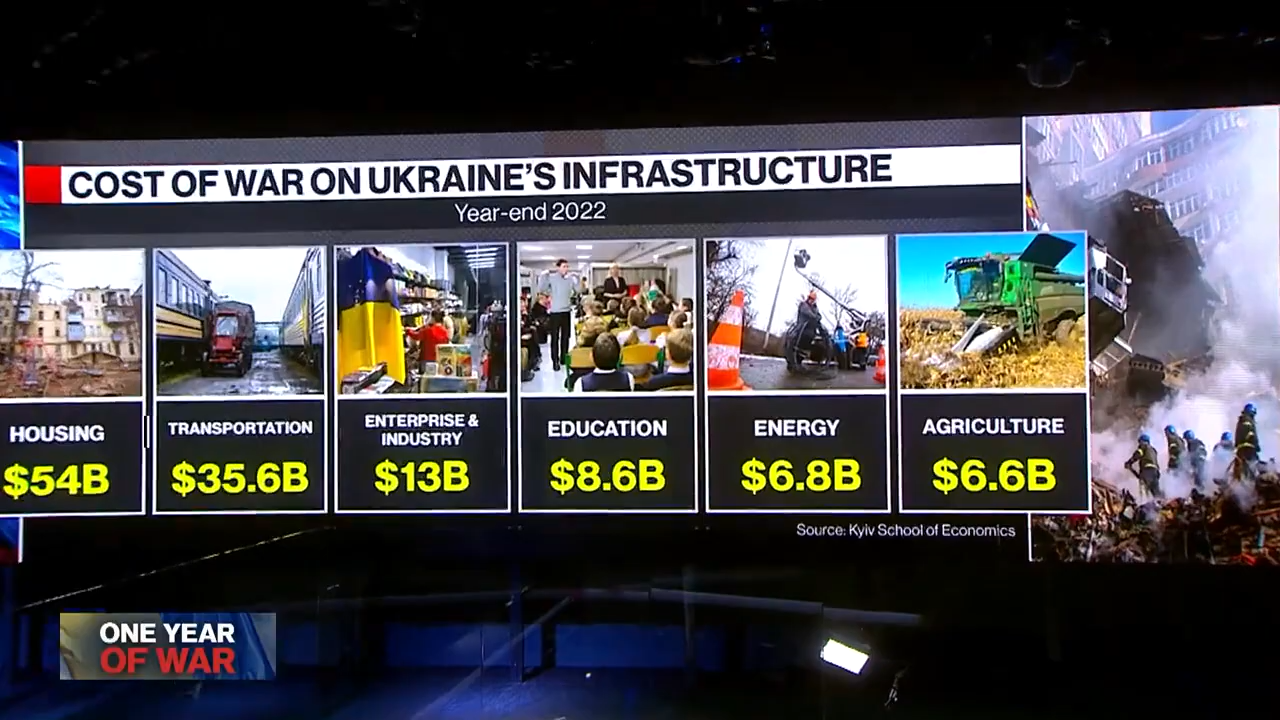 COST OF WAR ON UKRAINE'S INFRASTRUCTURE
Year-end 2022
HOUSING
$54B
TRANSPORTATION
$35.6B
ENTERPRISE &
INDUSTRY
$13B
EDUCATION
$8.6B
ENERGY
$6.8B
AGRICULTURE
$6.6B
Source: Kyiv School of Economics
ONE YEAR
OF WAR